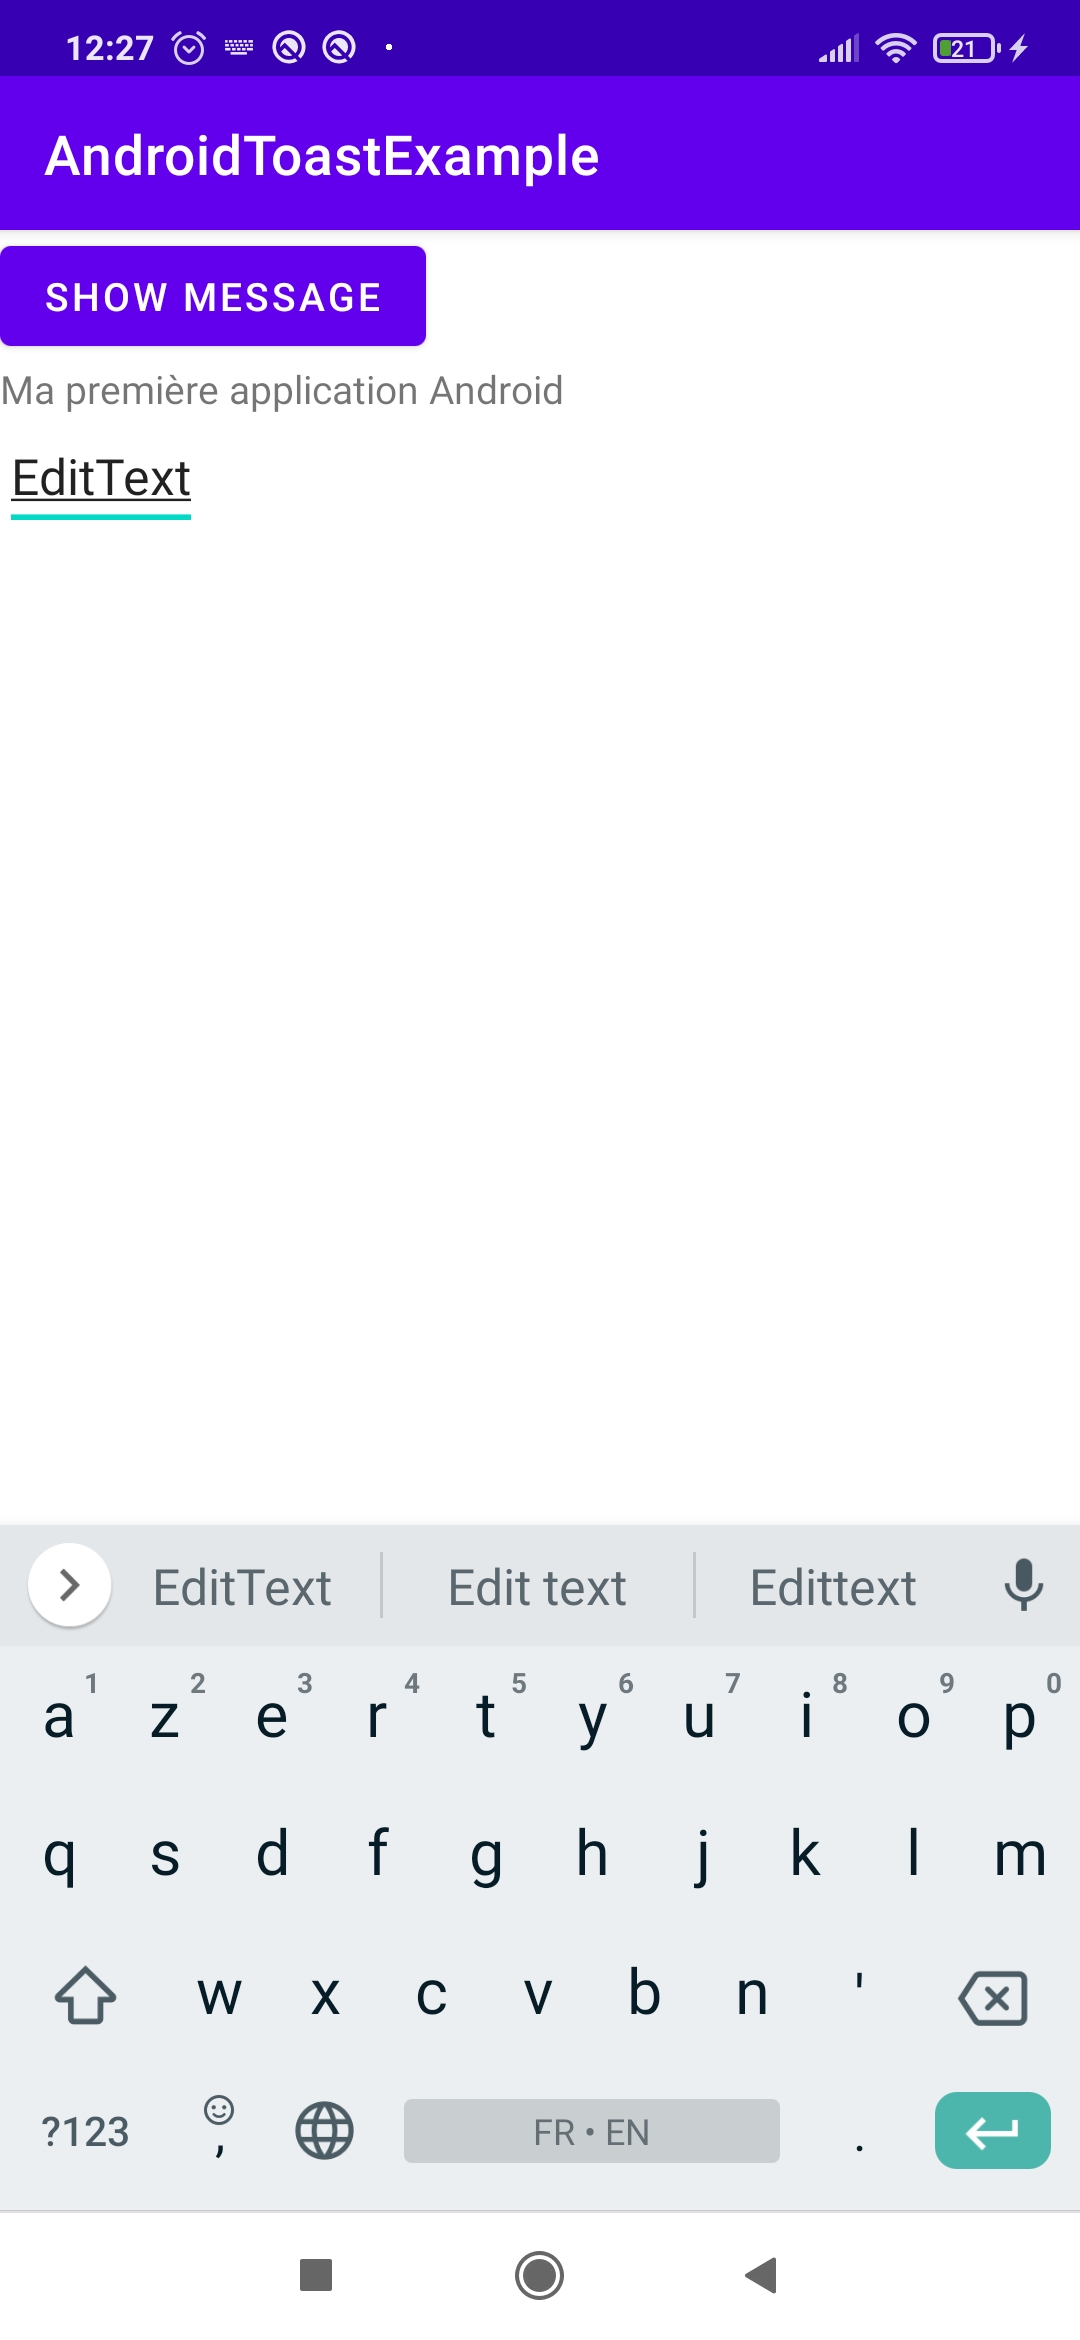 12:27 21
AndroidToastExample
SHOW MESSAGE
Ma première application Android
EditText
EditText Edit text Edittext
a 1 z 2 e 3 r 4 t 5 y 6 u 7 i 8 o 9 p 0
q s d f g h j k l m
w x c v b n '
?123 , FR • EN .